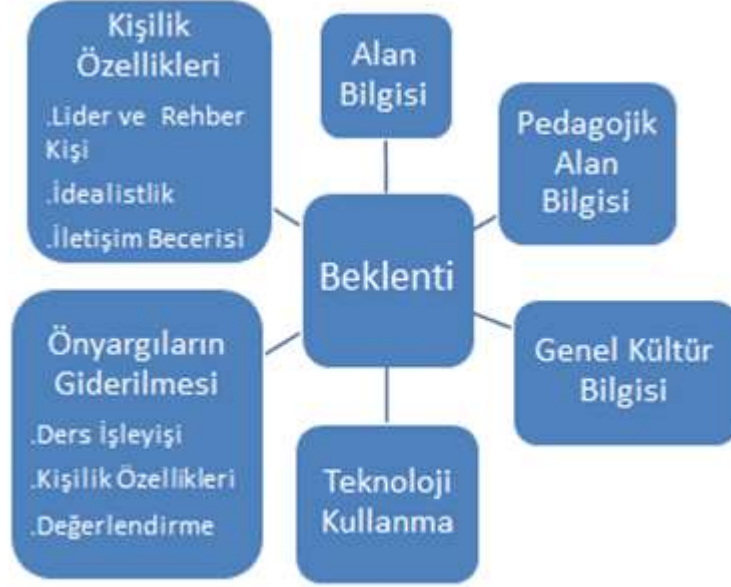 Kişilik
Özellikleri
.Lider ve Rehber
Kişi
.İdealistlik
.İletişim Becerisi
Alan
Bilgisi
Pedagojik
Alan
Bilgisi
Beklenti
Önyargıların
Giderilmesi
.Ders İşleyişi
.Kişilik Özellikleri
.Değerlendirme
Genel Kültür
Bilgisi
Teknoloji
Kullanma